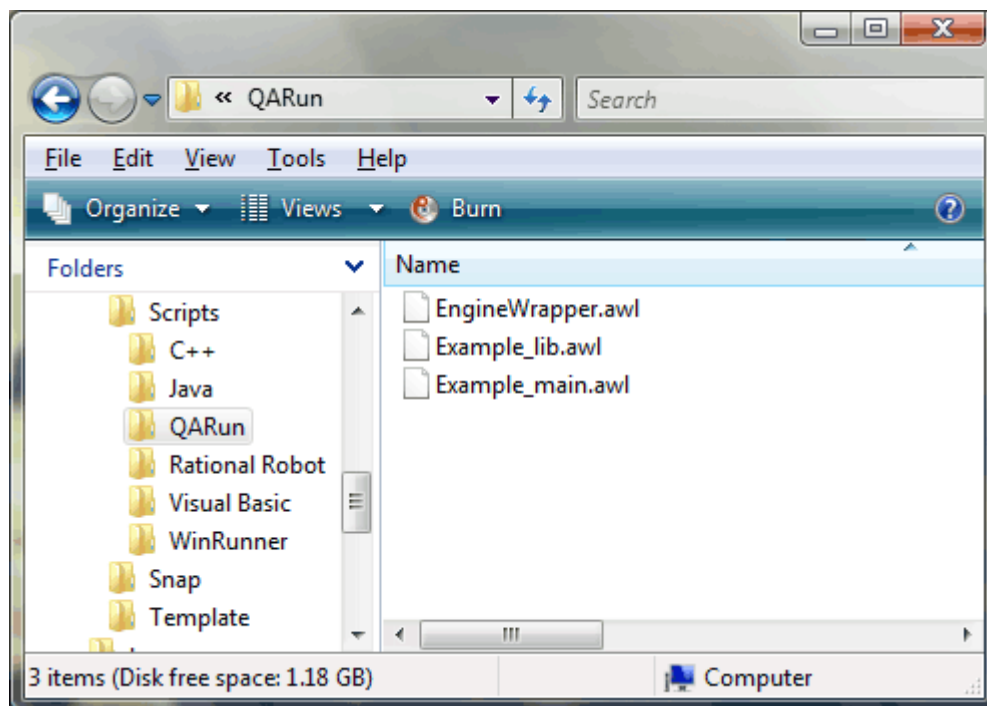 « QARun
Search
File Edit View Tools Help
Organize Views Burn
Folders
Name
Scripts
C++
Java
QARun
Rational Robot
Visual Basic
WinRunner
Snap
Template
EngineWrapper.awl
Example_lib.awl
Example_main.awl
3 items (Disk free space: 1.18 GB)
Computer